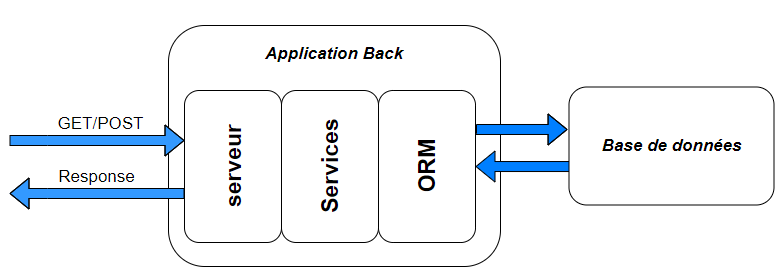 Application Back
GET/POST
Response
serveur
Services
ORM
Base de données